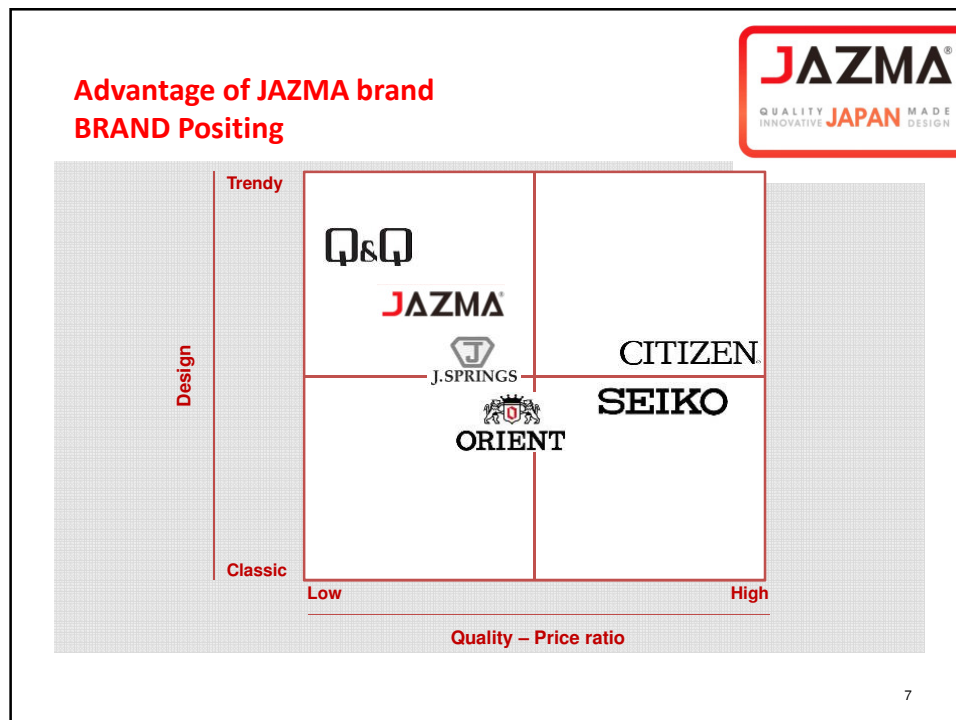 Advantage of JAZMA brand
BRAND Positing
JAZMA®
QUALITY JAPAN MADE
INNOVATIVE DESIGN
Trendy
Q&Q
JAZMA®
J
J.SPRINGS
CITIZEN
SEIKO
ORIENT
Design
Classic
Low
High
Quality – Price ratio
7